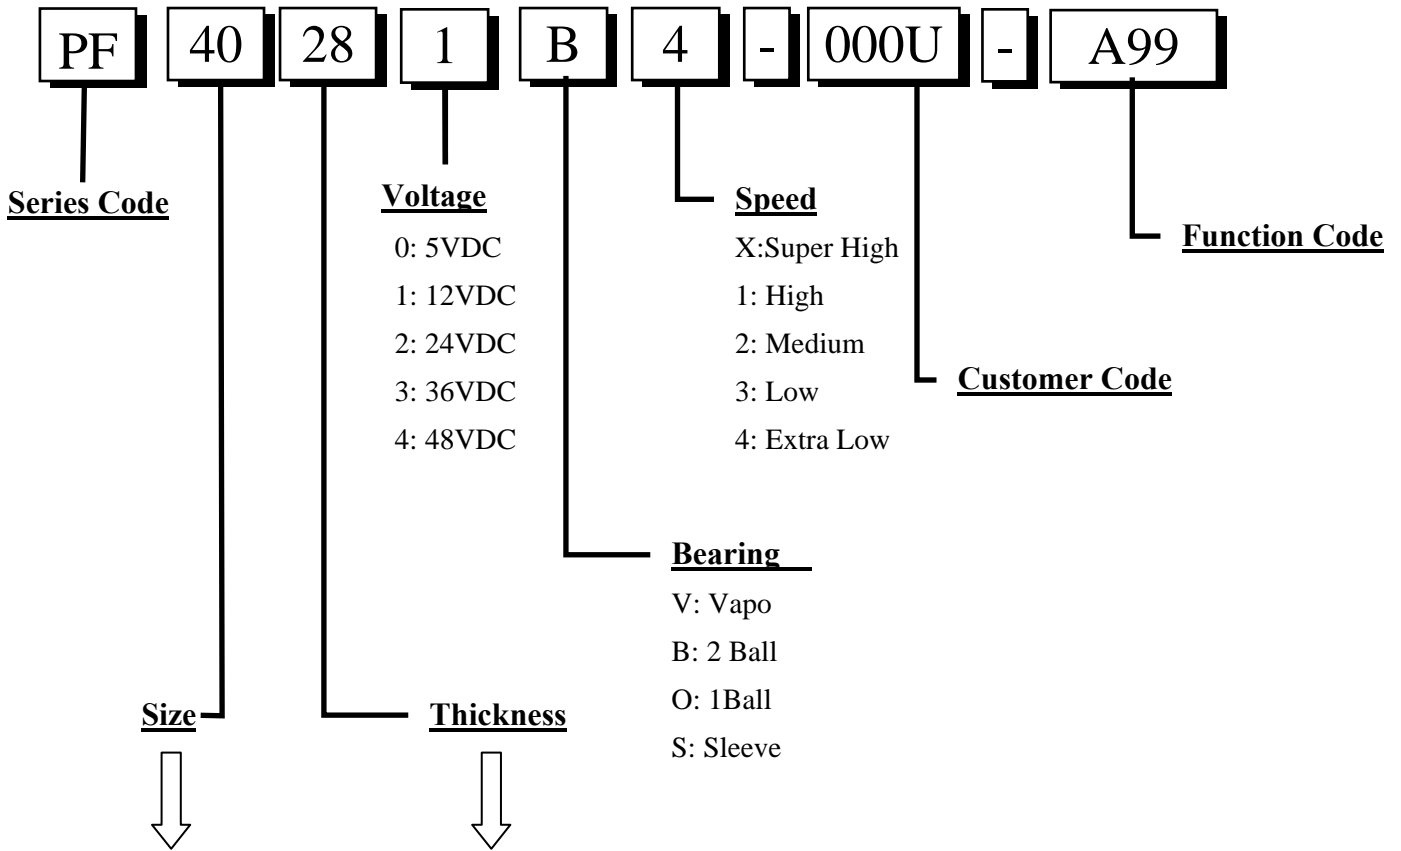 PF 40 28 1 B 4 - 000U - A99
Series Code
Voltage
0: 5VDC
1: 12VDC
2: 24VDC
3: 36VDC
4: 48VDC
Speed
X:Super High
1: High
2: Medium
3: Low
4: Extra Low
Function Code
Customer Code
Bearing
V: Vapo
B: 2 Ball
O: 1Ball
S: Sleeve
Size
Thickness